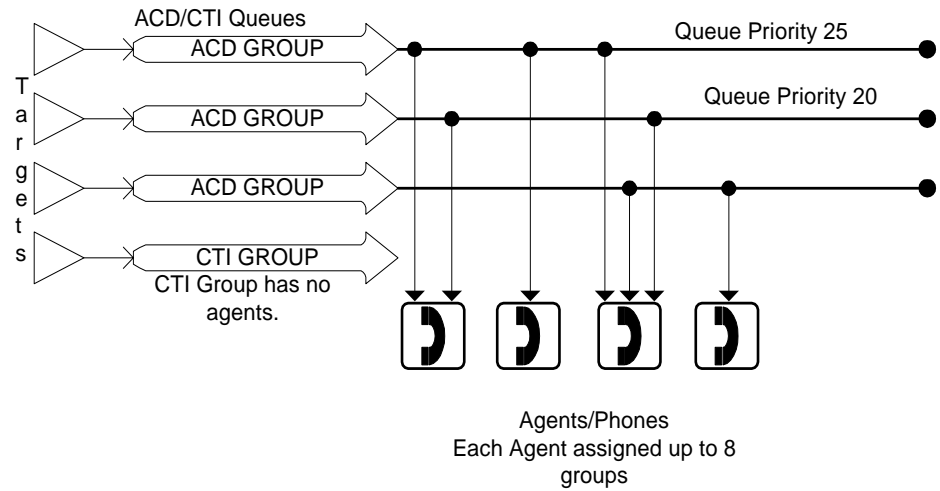 ACD/CTI Queues
ACD GROUP
Queue Priority 25
Targets
ACD GROUP
Queue Priority 20
ACD GROUP
CTI GROUP
CTI Group has no
agents.
Agents/Phones
Each Agent assigned up to 8
groups